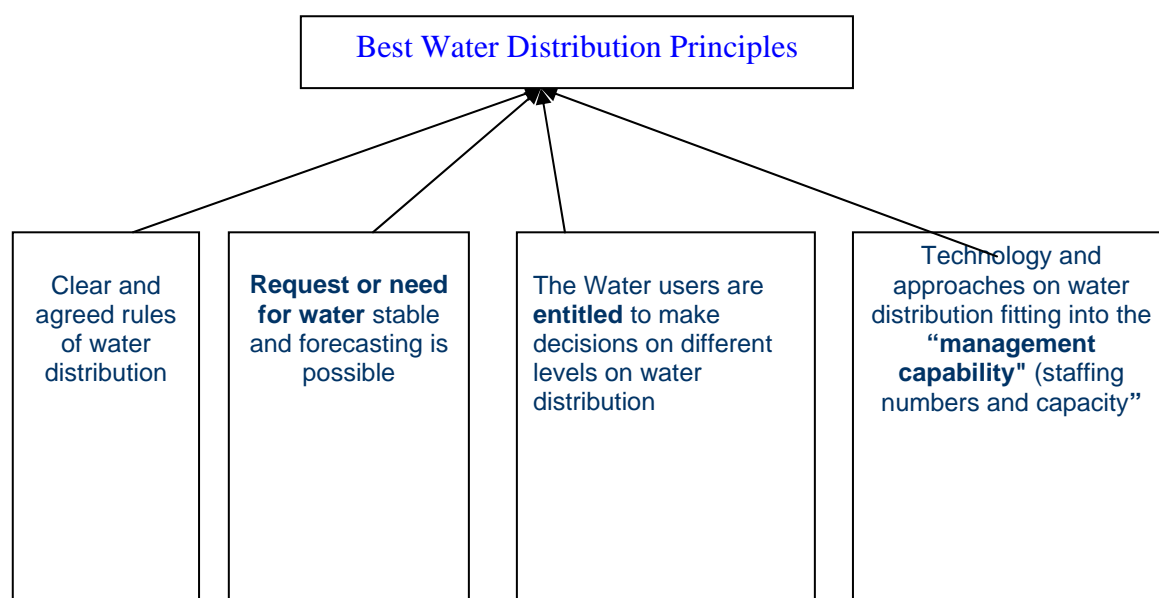 Best Water Distribution Principles
Clear and
agreed rules
of water
distribution
Request or need
for water stable
and forecasting is
possible
The Water users are
entitled to make
decisions on different
levels on water
distribution
Technology and
approaches on water
distribution fitting into the
“management
capability" (staffing
numbers and capacity”